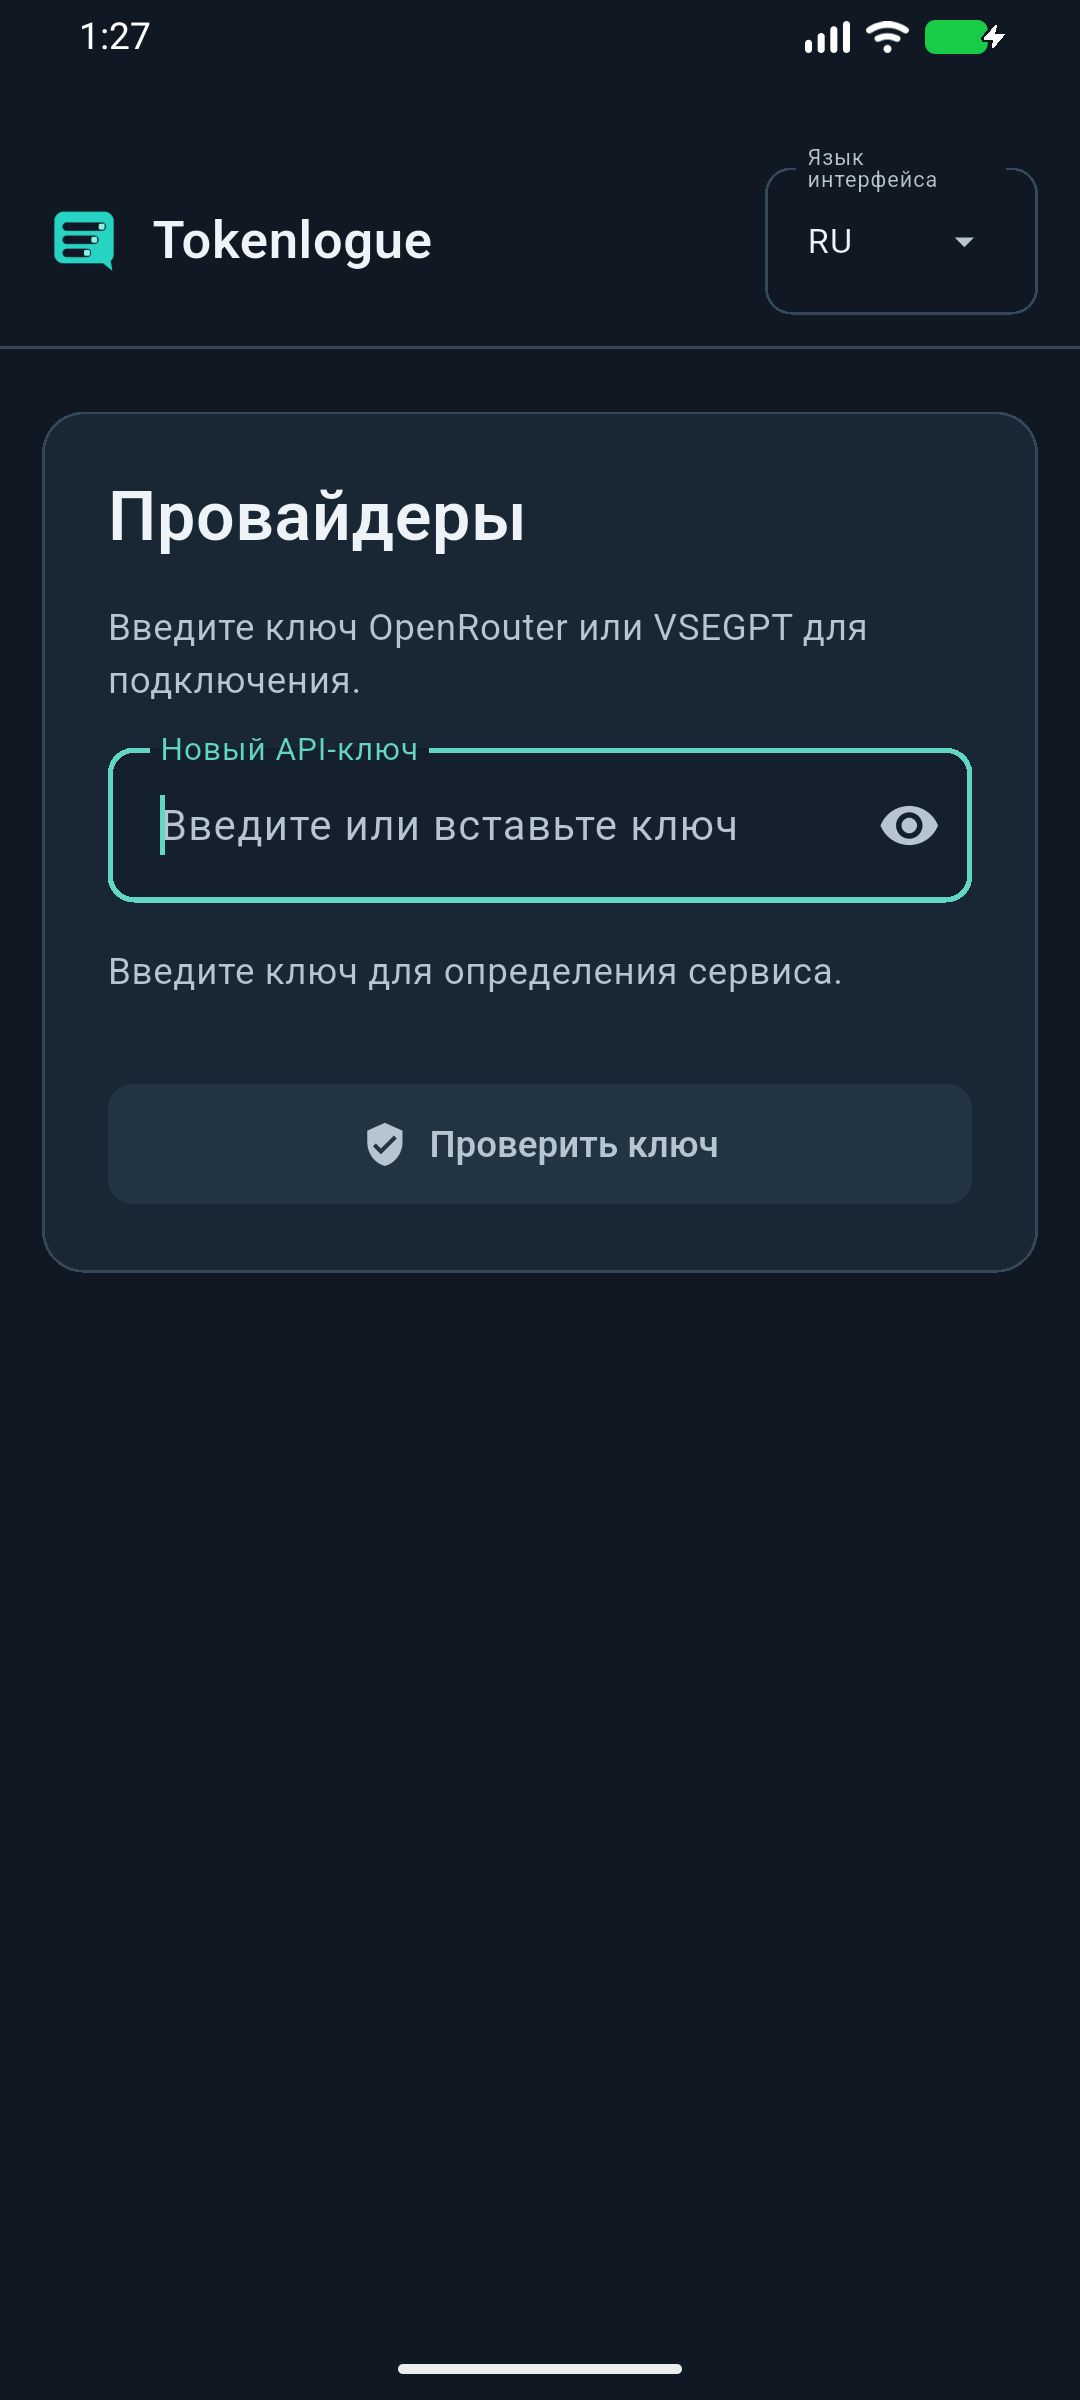 1:27
Язык
интерфейса
Tokenlogue
RU
Провайдеры
Введите ключ OpenRouter или VSEGPT для
подключения.
Новый API-ключ
Введите или вставьте ключ
Введите ключ для определения сервиса.
Проверить ключ